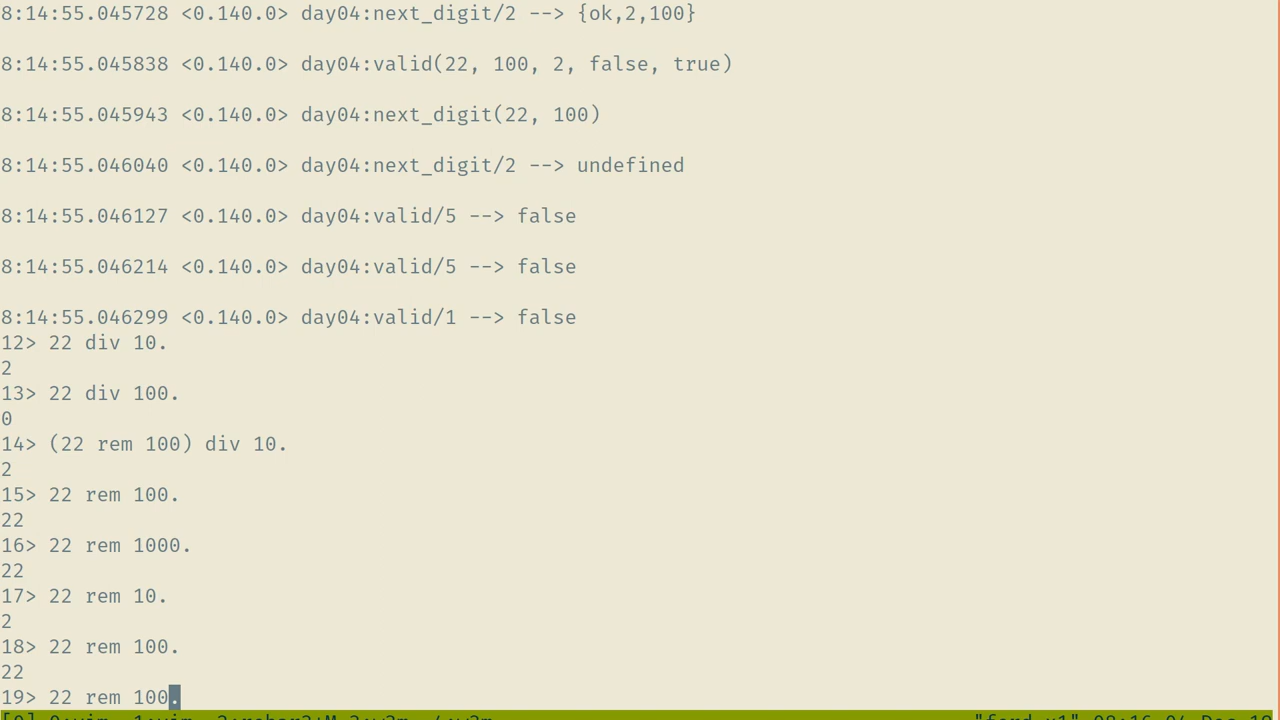 8:14:55.045728 <0.140.0> day04:next_digit/2 --> {ok,2,100}
8:14:55.045838 <0.140.0> day04:valid(22, 100, 2, false, true)
8:14:55.045943 <0.140.0> day04:next_digit(22, 100)
8:14:55.046040 <0.140.0> day04:next_digit/2 --> undefined
8:14:55.046127 <0.140.0> day04:valid/5 --> false
8:14:55.046214 <0.140.0> day04:valid/5 --> false
8:14:55.046299 <0.140.0> day04:valid/1 --> false
12> 22 div 10.
2
13> 22 div 100.
0
14> (22 rem 100) div 10.
2
15> 22 rem 100.
22
16> 22 rem 1000.
22
17> 22 rem 10.
2
18> 22 rem 100.
22
19> 22 rem 100.